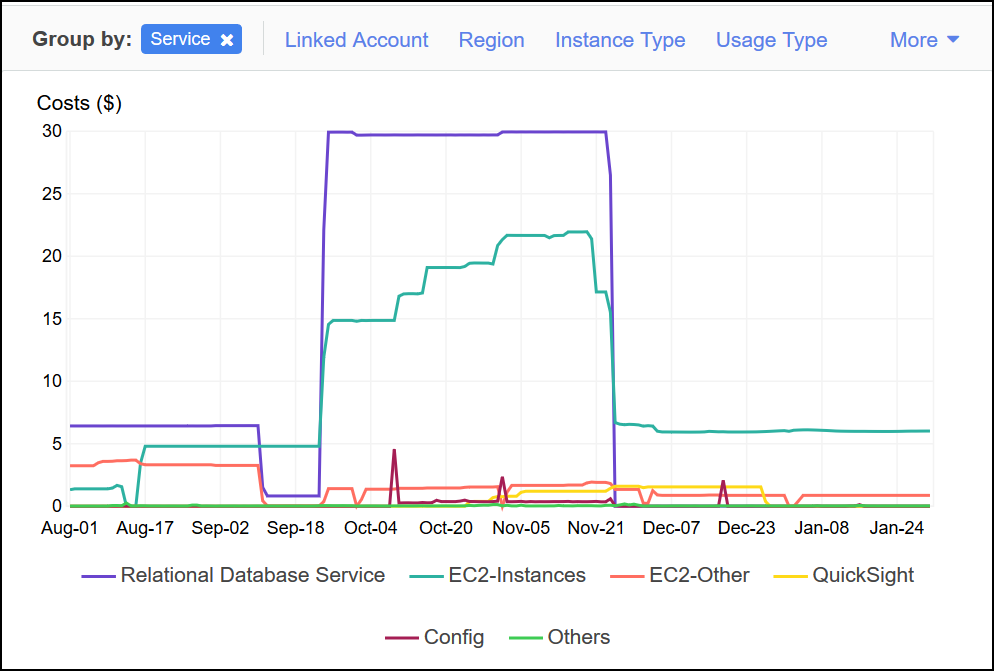 Group by: Service ✖ Linked Account Region Instance Type Usage Type More
Costs ($)
30
25
20
15
10
5
0
Aug-01 Aug-17 Sep-02 Sep-18 Oct-04 Oct-20 Nov-05 Nov-21 Dec-07 Dec-23 Jan-08 Jan-24
Relational Database Service EC2-Instances EC2-Other QuickSight
Config Others